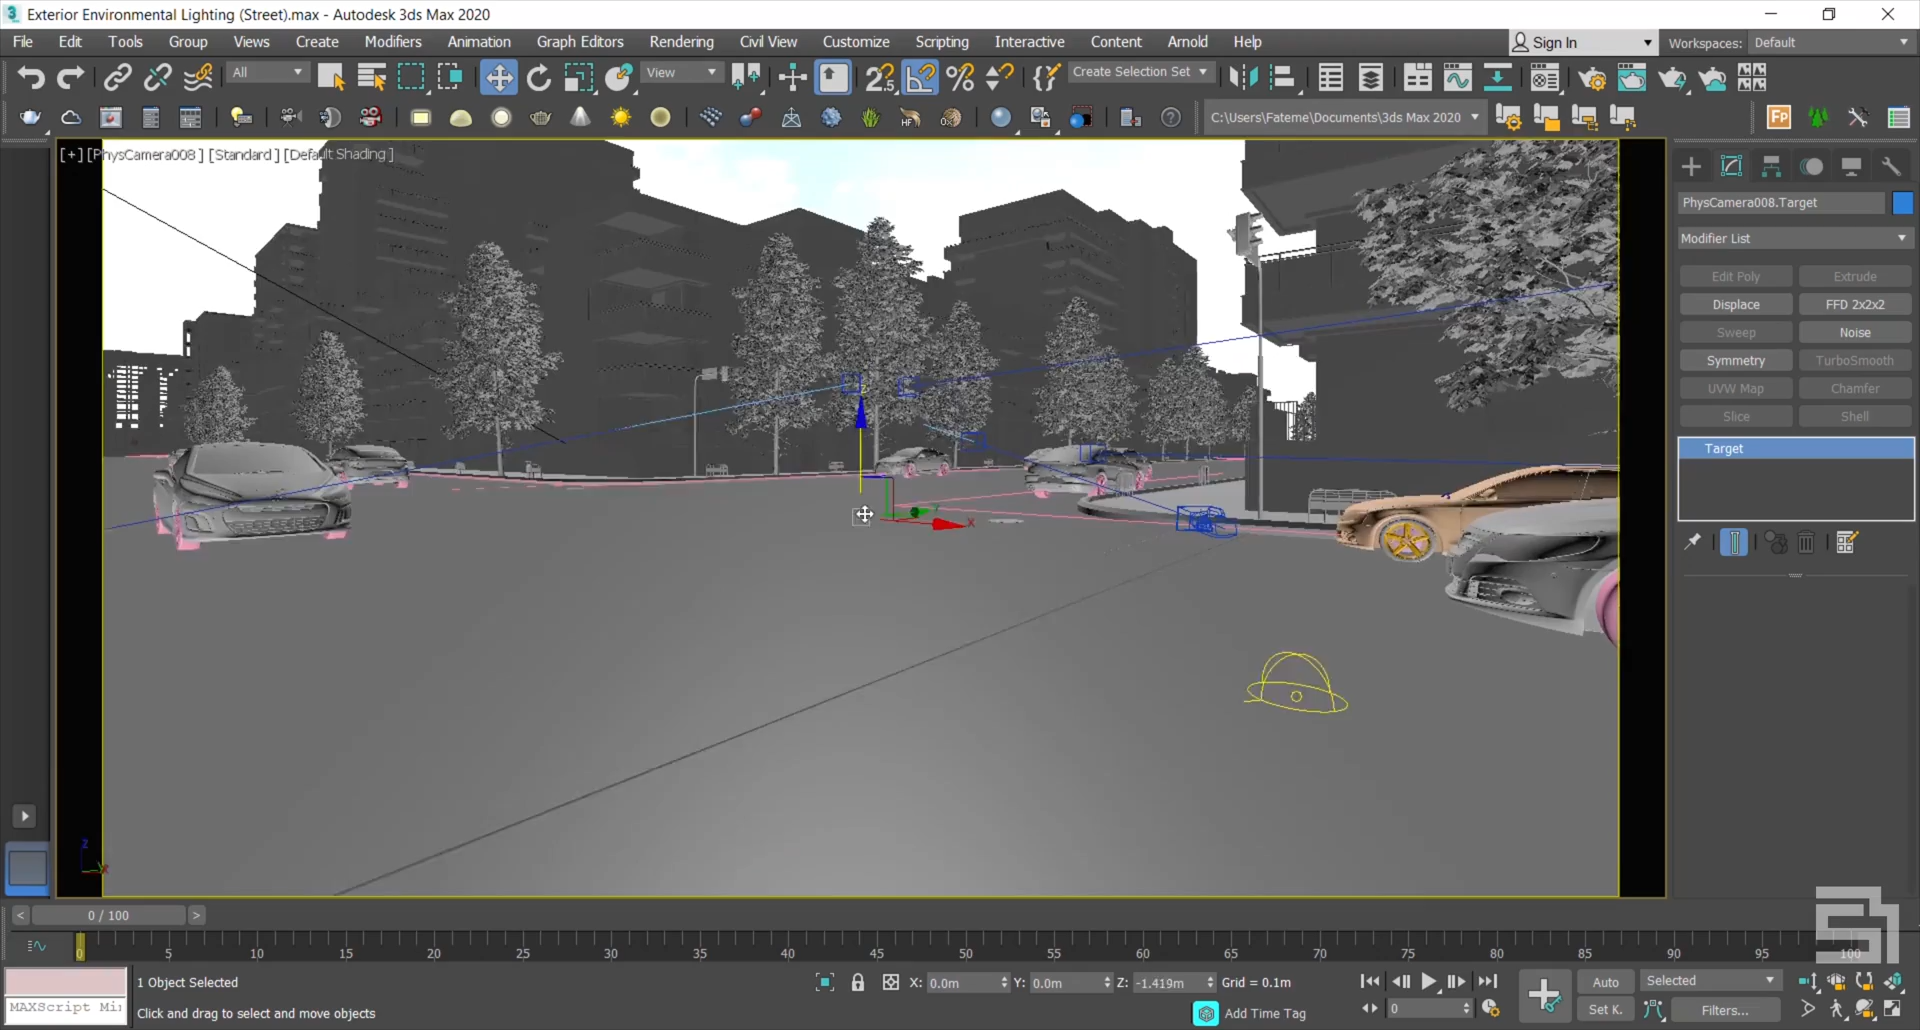 Exterior Environmental Lighting (Street).max - Autodesk 3ds Max 2020
File Edit Tools Group Views Create Modifiers Animation Graph Editors Rendering Civil View Customize Scripting Interactive Content Arnold Help
Sign In Workspaces: Default
All View Create Selection Set
C:\Users\Fateme\Documents\3ds Max 2020
[+] [PhysCamera008 ] [Standard ] [Default Shading ]
PhysCamera008.Target
Modifier List
Edit Poly Extrude
Displace FFD 2x2x2
Sweep Noise
Symmetry TurboSmooth
UVW Map Chamfer
Slice Shell
Target
0 / 100
0 5 10 15 20 25 30 35 40 45 50 55 60 65 70 75 80 85 90 95 100
1 Object Selected
X: 0.0m Y: 0.0m Z: -1.419m Grid = 0.1m
Auto Selected
MAXScript Mi
Click and drag to select and move objects
Add Time Tag
0
Set K. Filters...